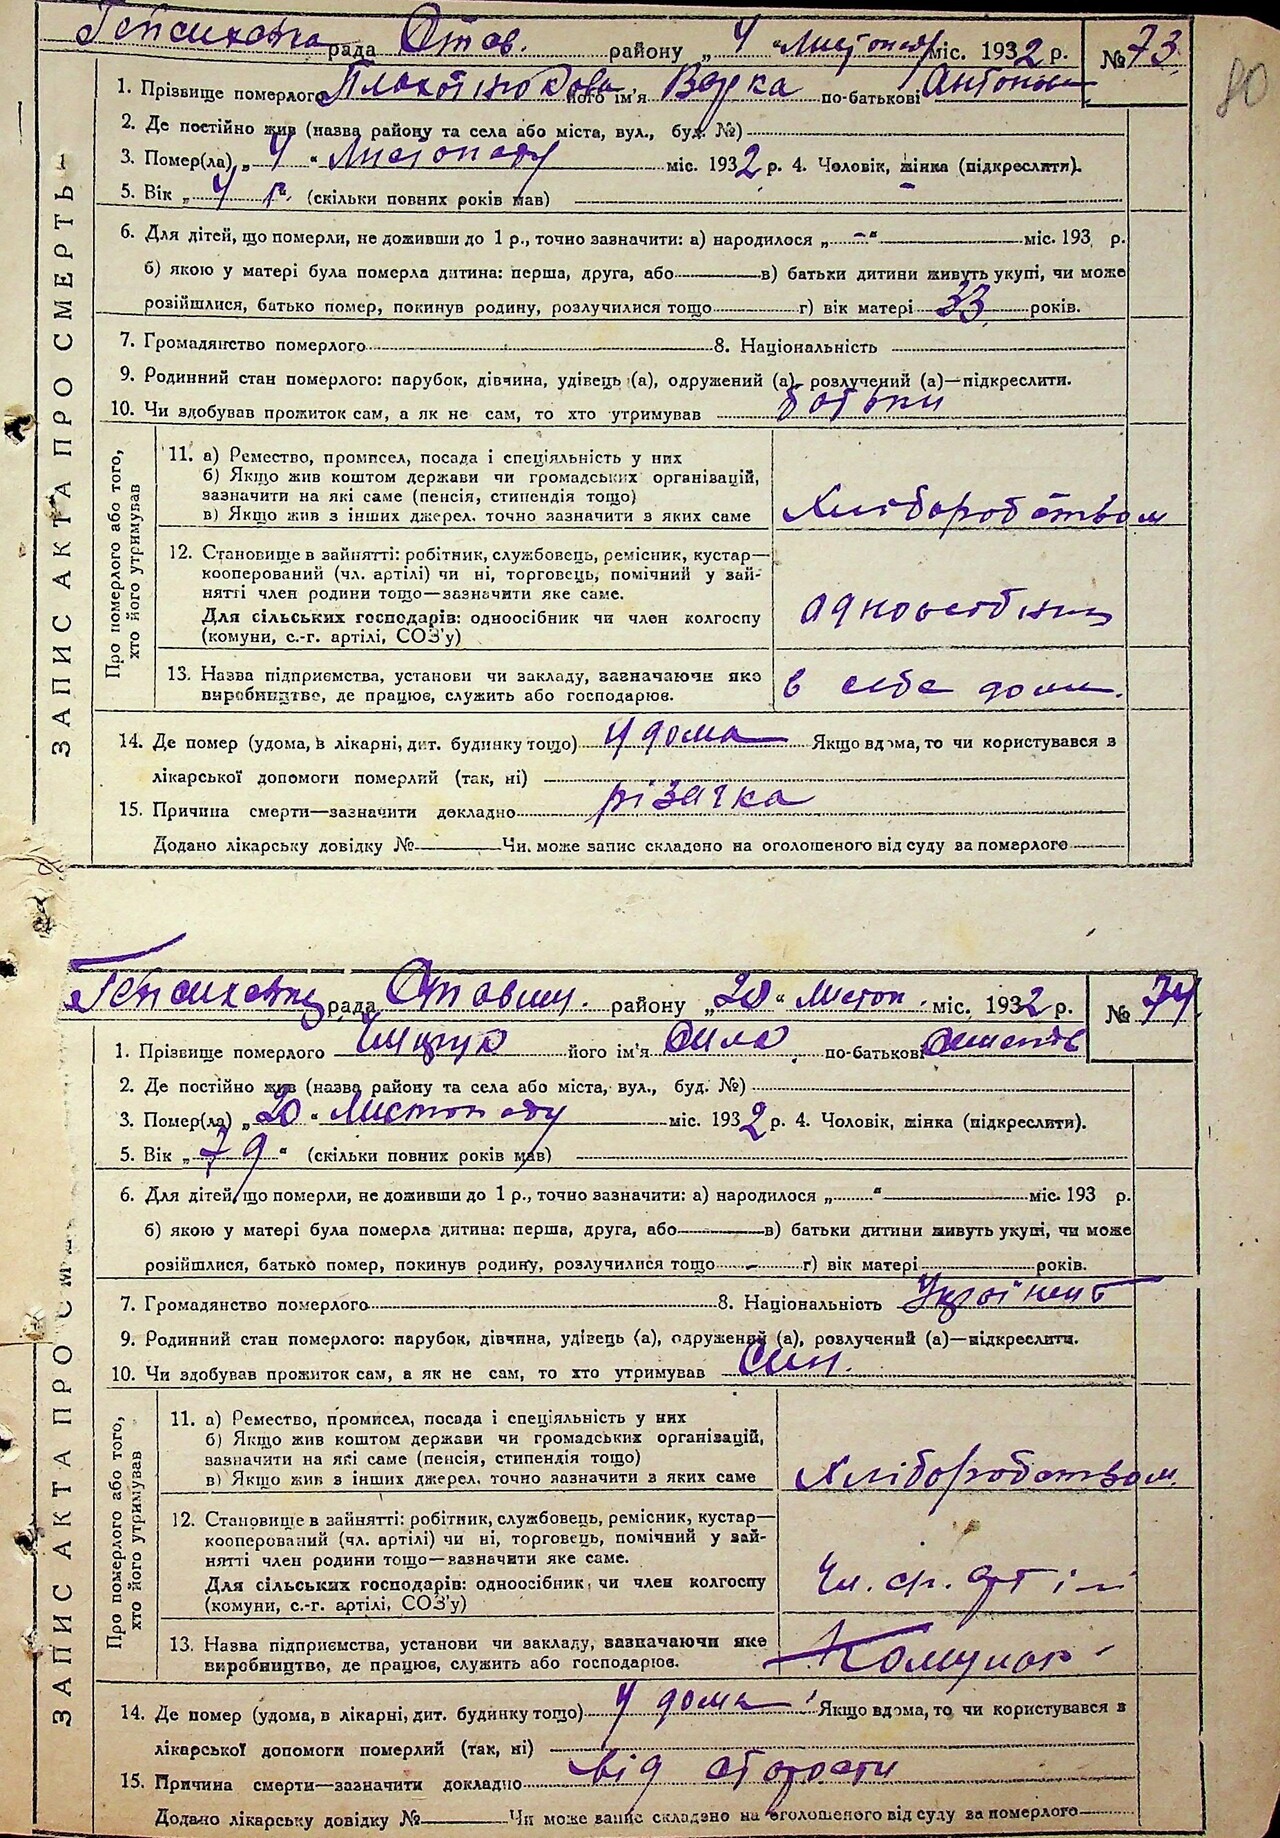 рада Ставищ. району „4“ Листопад міс. 1932 р. № 73
80
ЗАПИС АКТА ПРО СМЕРТЬ
1. Прізвище померлого його ім'я Верка по-батькові Антонов
2. Де постійно жив (назва району та села або міста, вул., буд. №)
3. Помер(ла) „4“ Листопаду міс. 1932 р. 4. Чоловік, жінка (підкреслити).
5. Вік „4 р. (скільки повних років мав)
6. Для дітей, що померли, не доживши до 1 р., точно зазначити: а) народилося „—“ міс. 193 р.
б) якою у матері була померла дитина: перша, друга, або в) батьки дитини живуть укупі, чи може
розійшлися, батько помер, покинув родину, розлучилися тощо г) вік матері 33 років.
7. Громадянство померлого 8. Національність
9. Родинний стан померлого: парубок, дівчина, удівець (а), одружений (а), розлучений (а)—підкреслити.
10. Чи здобував прожиток сам, а як не сам, то хто утримував батьки
Про померлого або того, хто його утримував
11. а) Ремество, промисел, посада і спеціяльність у них
б) Якщо жив коштом держави чи громадських організацій,
зазначити на які саме (пенсія, стипендія тощо)
в) Якщо жив з інших джерел, точно зазначити з яких саме
Хліборобством
12. Становище в зайнятті: робітник, службовець, ремісник, кустар—
кооперований (чл. артілі) чи ні, торговець, помічний у зай-
нятті член родини тощо—зазначити яке саме.
Для сільських господарів: одноосібник чи член колгоспу
(комуни, с.-г. артілі, СОЗ'у)
одноосібник
13. Назва підприємства, установи чи закладу, зазначаючи яке
виробництво, де працює, служить або господарює.
в себе дома.
14. Де помер (удома, в лікарні, дит. будинку тощо) у дома Якщо вдома, то чи користувався з
лікарської допомоги померлий (так, ні)
15. Причина смерти—зазначити докладно різачка
Додано лікарську довідку № Чи може запис складено на оголошеного від суду за померлого
рада Ставищ. району „20“ Листоп. міс. 1932 р. № 74.
ЗАПИС АКТА ПРО СМ
1. Прізвище померлого його ім'я по-батькові
2. Де постійно жив (назва району та села або міста, вул., буд. №)
3. Помер(ла) „20“ Листопаду міс. 1932 р. 4. Чоловік, жінка (підкреслити).
5. Вік „79“ (скільки повних років мав)
6. Для дітей, що померли, не доживши до 1 р., точно зазначити: а) народилося „ “ міс. 193 р.
б) якою у матері була померла дитина: перша, друга, або в) батьки дитини живуть укупі, чи може
розійшлися, батько помер, покинув родину, розлучилися тощо г) вік матері років.
7. Громадянство померлого 8. Національність Українець
9. Родинний стан померлого: парубок, дівчина, удівець (а), одружений (а), розлучений (а)—підкреслити.
10. Чи здобував прожиток сам, а як не сам, то хто утримував Син.
Про померлого або того, хто його утримував
11. а) Ремество, промисел, посада і спеціяльність у них
б) Якщо жив коштом держави чи громадських організацій,
зазначити на які саме (пенсія, стипендія тощо)
в) Якщо жив з інших джерел, точно зазначити з яких саме
Хліборобством.
12. Становище в зайнятті: робітник, службовець, ремісник, кустар—
кооперований (чл. артілі) чи ні, торговець, помічний у зай-
нятті член родини тощо—зазначити яке саме.
Для сільських господарів: одноосібник, чи член колгоспу
(комуни, с.-г. артілі, СОЗ'у)
Чл. ср. артілі
13. Назва підприємства, установи чи закладу, зазначаючи яке
виробництво, де працює, служить або господарює.
14. Де помер (удома, в лікарні, дит. будинку тощо) у дома Якщо вдома, то чи користувався з
лікарської допомоги померлий (так, ні)
15. Причина смерти—зазначити докладно від старости
Додано лікарську довідку № Чи може запис складено на оголошеного від суду за померлого